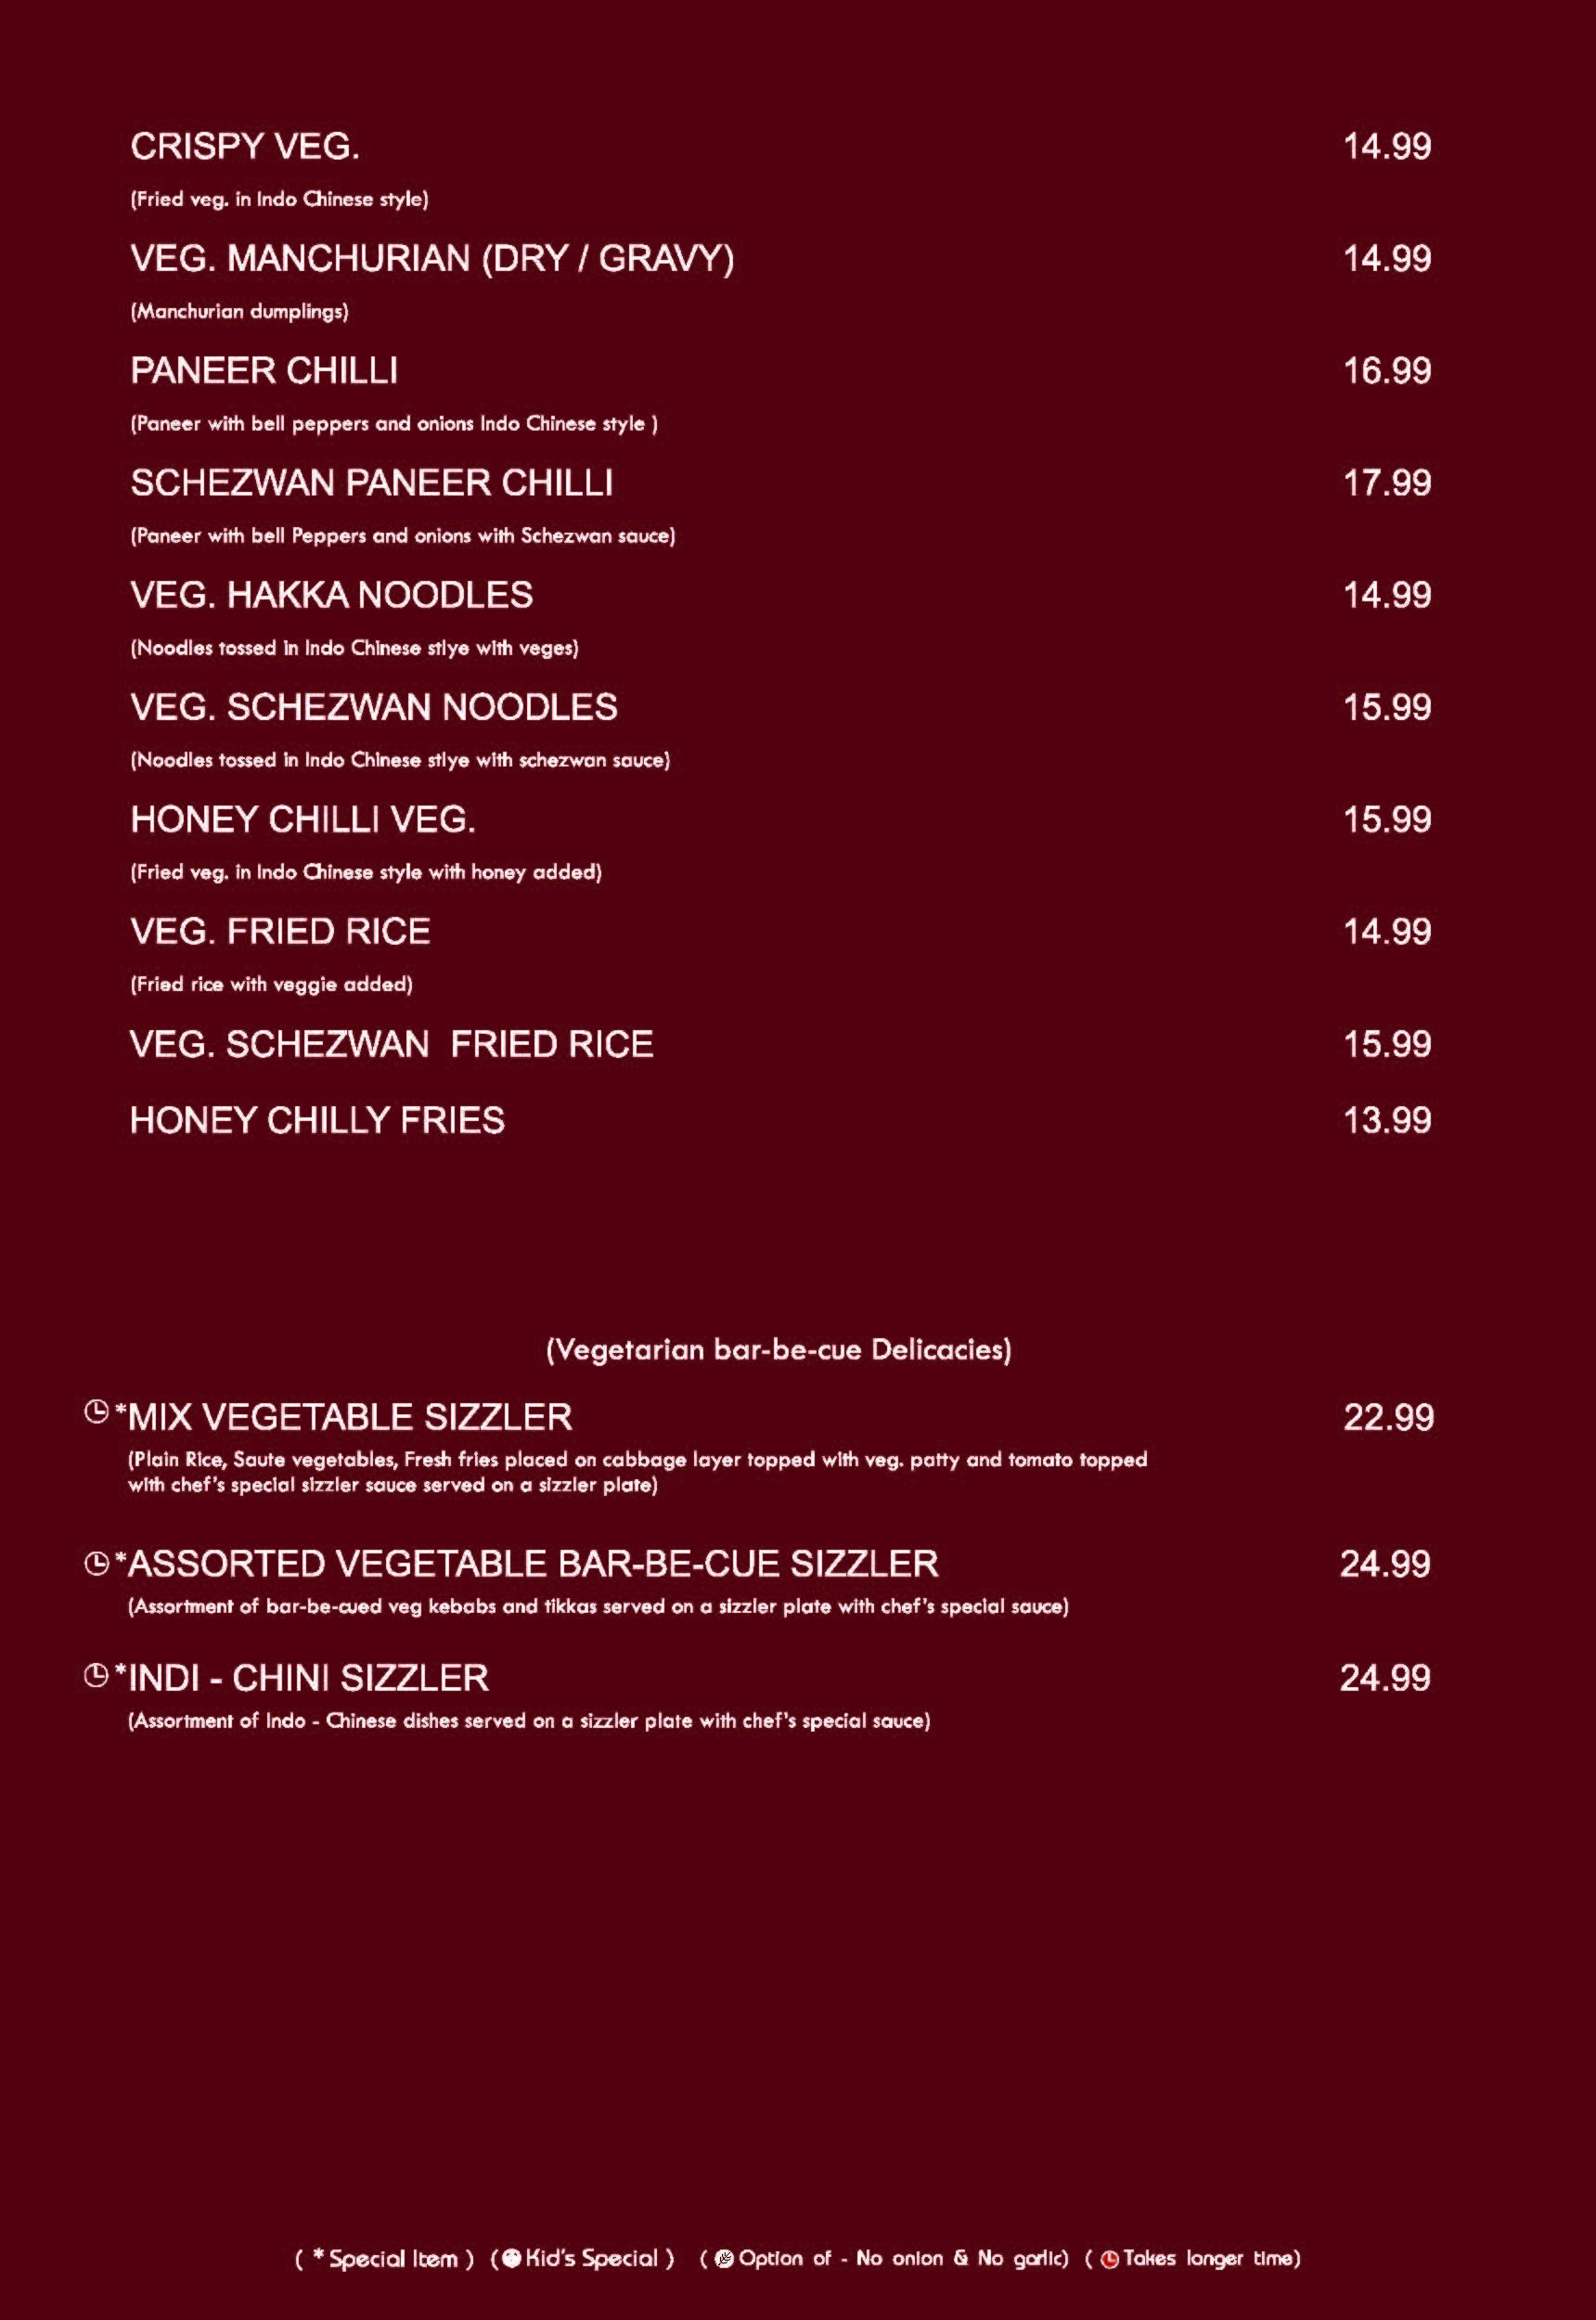 CRISPY VEG. 14.99
(Fried veg. in Indo Chinese style)
VEG. MANCHURIAN (DRY / GRAVY) 14.99
(Manchurian dumplings)
PANEER CHILLI 16.99
(Paneer with bell peppers and onions Indo Chinese style )
SCHEZWAN PANEER CHILLI 17.99
(Paneer with bell Peppers and onions with Schezwan sauce)
VEG. HAKKA NOODLES 14.99
(Noodles tossed in Indo Chinese stlye with veges)
VEG. SCHEZWAN NOODLES 15.99
(Noodles tossed in Indo Chinese stlye with schezwan sauce)
HONEY CHILLI VEG. 15.99
(Fried veg. in Indo Chinese style with honey added)
VEG. FRIED RICE 14.99
(Fried rice with veggie added)
VEG. SCHEZWAN FRIED RICE 15.99
HONEY CHILLY FRIES 13.99
(Vegetarian bar-be-cue Delicacies)
*MIX VEGETABLE SIZZLER 22.99
(Plain Rice, Saute vegetables, Fresh fries placed on cabbage layer topped with veg. patty and tomato topped
with chef's special sizzler sauce served on a sizzler plate)
*ASSORTED VEGETABLE BAR-BE-CUE SIZZLER 24.99
(Assortment of bar-be-cued veg kebabs and tikkas served on a sizzler plate with chef's special sauce)
*INDI - CHINI SIZZLER 24.99
(Assortment of Indo - Chinese dishes served on a sizzler plate with chef's special sauce)
( * Special Item ) ( Kid's Special ) ( Option of - No onion & No garlic) ( Takes longer time)